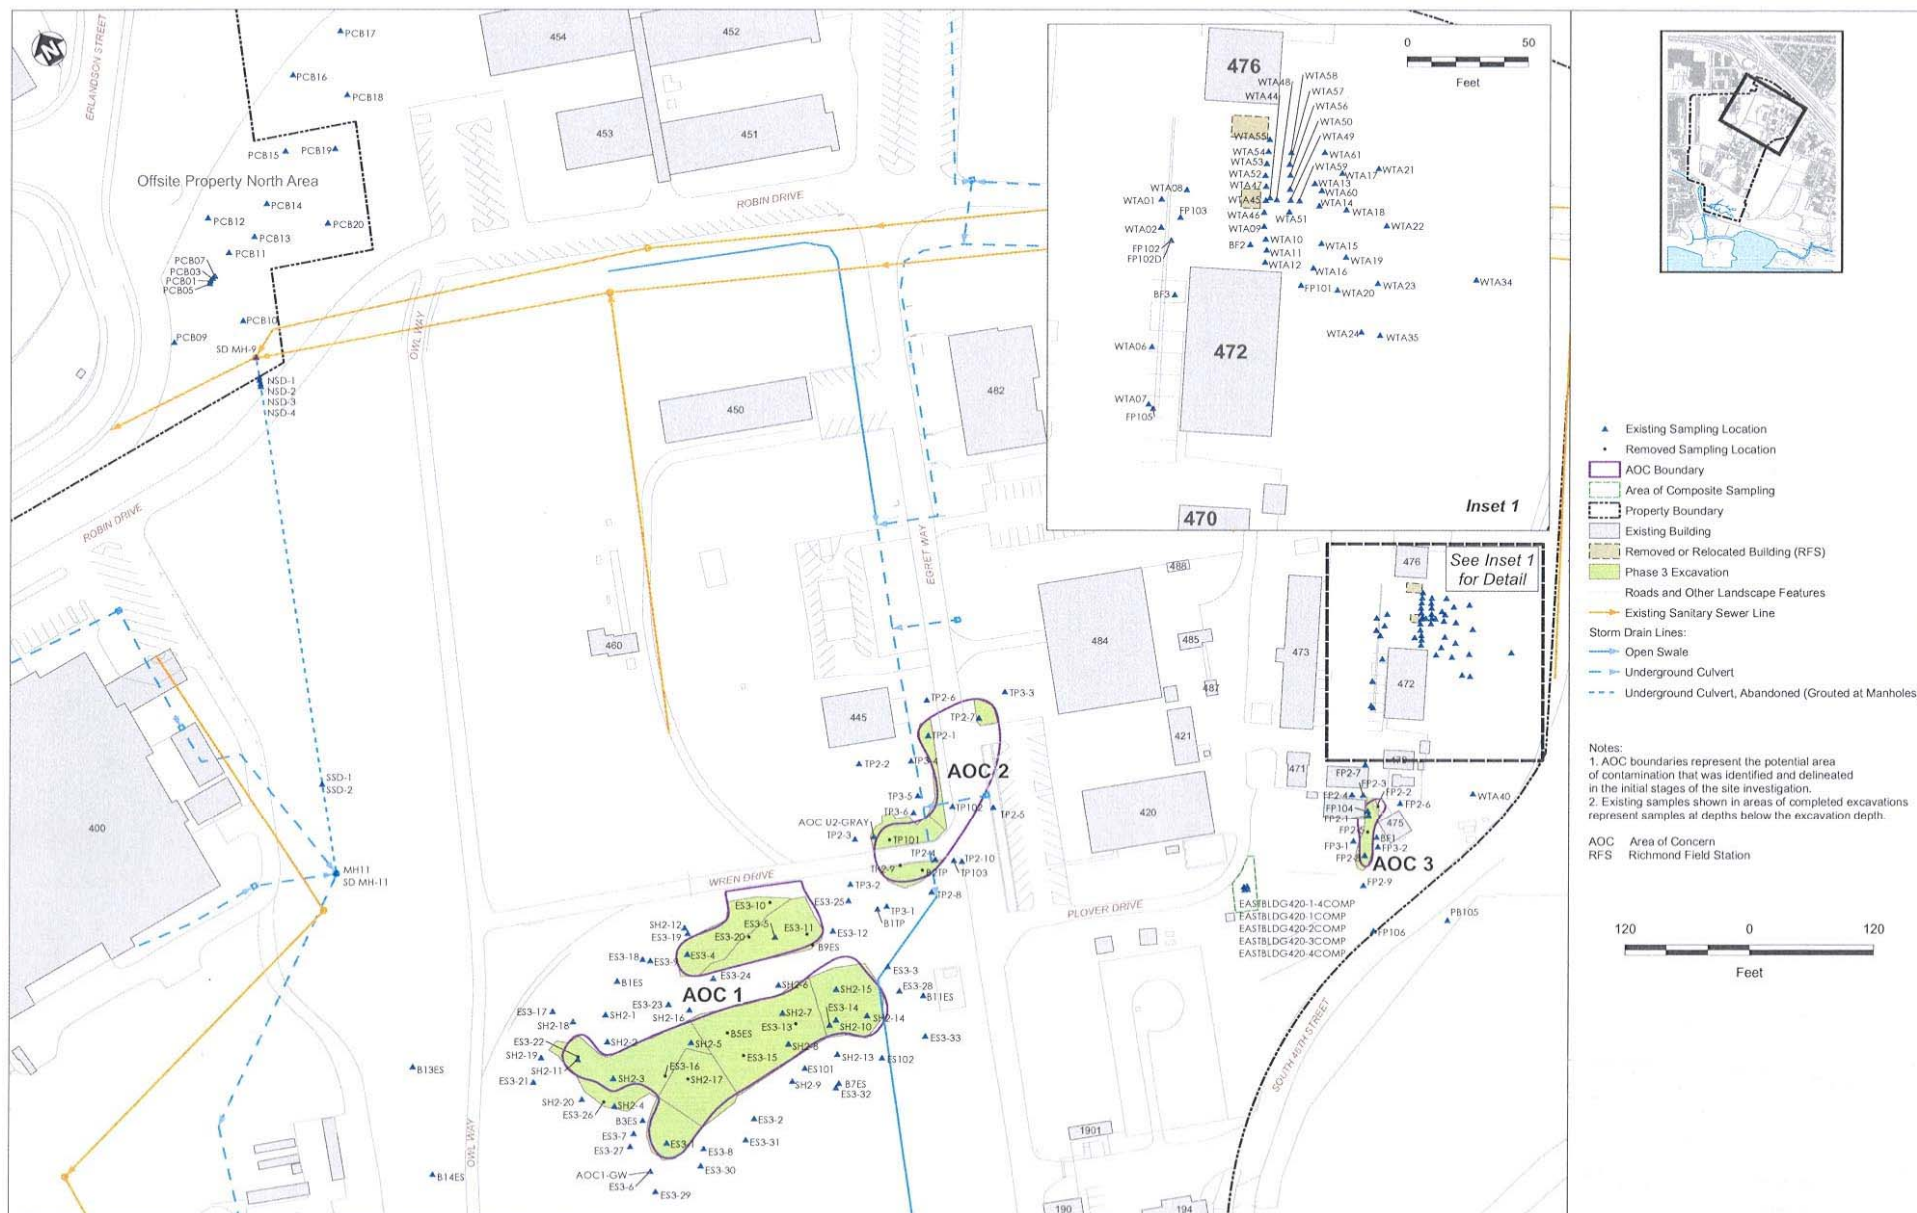 N
ERLANDSON STREET
PCB17
PCB16
PCB18
PCB15
PCB19
Offsite Property North Area
PCB14
PCB12
PCB20
PCB13
PCB11
PCB07
PCB03
PCB01
PCB05
PCB10
PCB09
SD MH-9
NSD-1
NSD-2
NSD-3
NSD-4
454
452
453
451
ROBIN DRIVE
OWL WAY
450
482
ROBIN DRIVE
EGRET WAY
460
445
400
SSD-1
SSD-2
MH11
SD MH-11
476
0 50
Feet
WTA58
WTA48
WTA57
WTA44
WTA56
WTA50
WTA55
WTA49
WTA54
WTA61
WTA53
WTA59
WTA21
WTA52
WTA17
WTA08
WTA47
WTA13
WTA60
WTA01
WTA45
WTA14
FP103
WTA46
WTA51
WTA18
WTA02
WTA09
WTA22
FP102
BF2
WTA10
WTA15
FP102D
WTA11
WTA19
WTA12
WTA16
BF3
FP101
WTA20
WTA23
WTA34
WTA24
WTA35
WTA06
472
WTA07
FP105
470
Inset 1
488
484
485
487
473
421
471
420
476
See Inset 1
for Detail
472
TP2-6
TP3-3
TP2-7
TP2-1
TP2-2
TP3-4
AOC 2
TP3-5
TP102
TP2-5
TP3-6
AOC U2-GRAY
TP2-3
TP101
TP2-10
TP103
B2TP
TP3-2
TP2-8
TP3-1
B1TP
WREN DRIVE
PLOVER DRIVE
FP2-7
FP2-3
FP2-4
FP2-2
FP104
FP2-6
FP2-1
475
WTA40
BF1
FP3-1
FP3-2
AOC 3
FP2-9
PB105
FP106
EASTBLDG420-1-4COMP
EASTBLDG420-1COMP
EASTBLDG420-2COMP
EASTBLDG420-3COMP
EASTBLDG420-4COMP
ES3-10
ES3-25
SH2-12
ES3-5
ES3-19
ES3-20
ES3-11
ES3-12
B9ES
ES3-18
ES3-9
ES3-4
ES3-24
B1ES
AOC 1
SH2-6
SH2-15
ES3-3
ES3-28
B11ES
ES3-17
ES3-23
SH2-1
SH2-16
SH2-7
ES3-14
SH2-14
SH2-18
ES3-13
SH2-10
B5ES
ES3-22
SH2-2
SH2-5
SH2-8
ES3-33
SH2-19
ES3-15
SH2-13
ES102
SH2-11
ES3-16
ES101
ES3-21
SH2-3
SH2-17
SH2-9
B7ES
ES3-32
SH2-20
SH2-4
ES3-26
B3ES
ES3-2
ES3-7
ES3-31
ES3-27
ES3-1
ES3-8
AOC1-GW
ES3-30
ES3-6
ES3-29
B13ES
B14ES
OWL WAY
1901
190
194
SOUTH 46TH STREET
Existing Sampling Location
Removed Sampling Location
AOC Boundary
Area of Composite Sampling
Property Boundary
Existing Building
Removed or Relocated Building (RFS)
Phase 3 Excavation
Roads and Other Landscape Features
Existing Sanitary Sewer Line
Storm Drain Lines:
Open Swale
Underground Culvert
Underground Culvert, Abandoned (Grouted at Manholes
Notes:
1. AOC boundaries represent the potential area
of contamination that was identified and delineated
in the initial stages of the site investigation.
2. Existing samples shown in areas of completed excavations
represent samples at depths below the excavation depth.
AOC Area of Concern
RFS Richmond Field Station
120 0 120
Feet